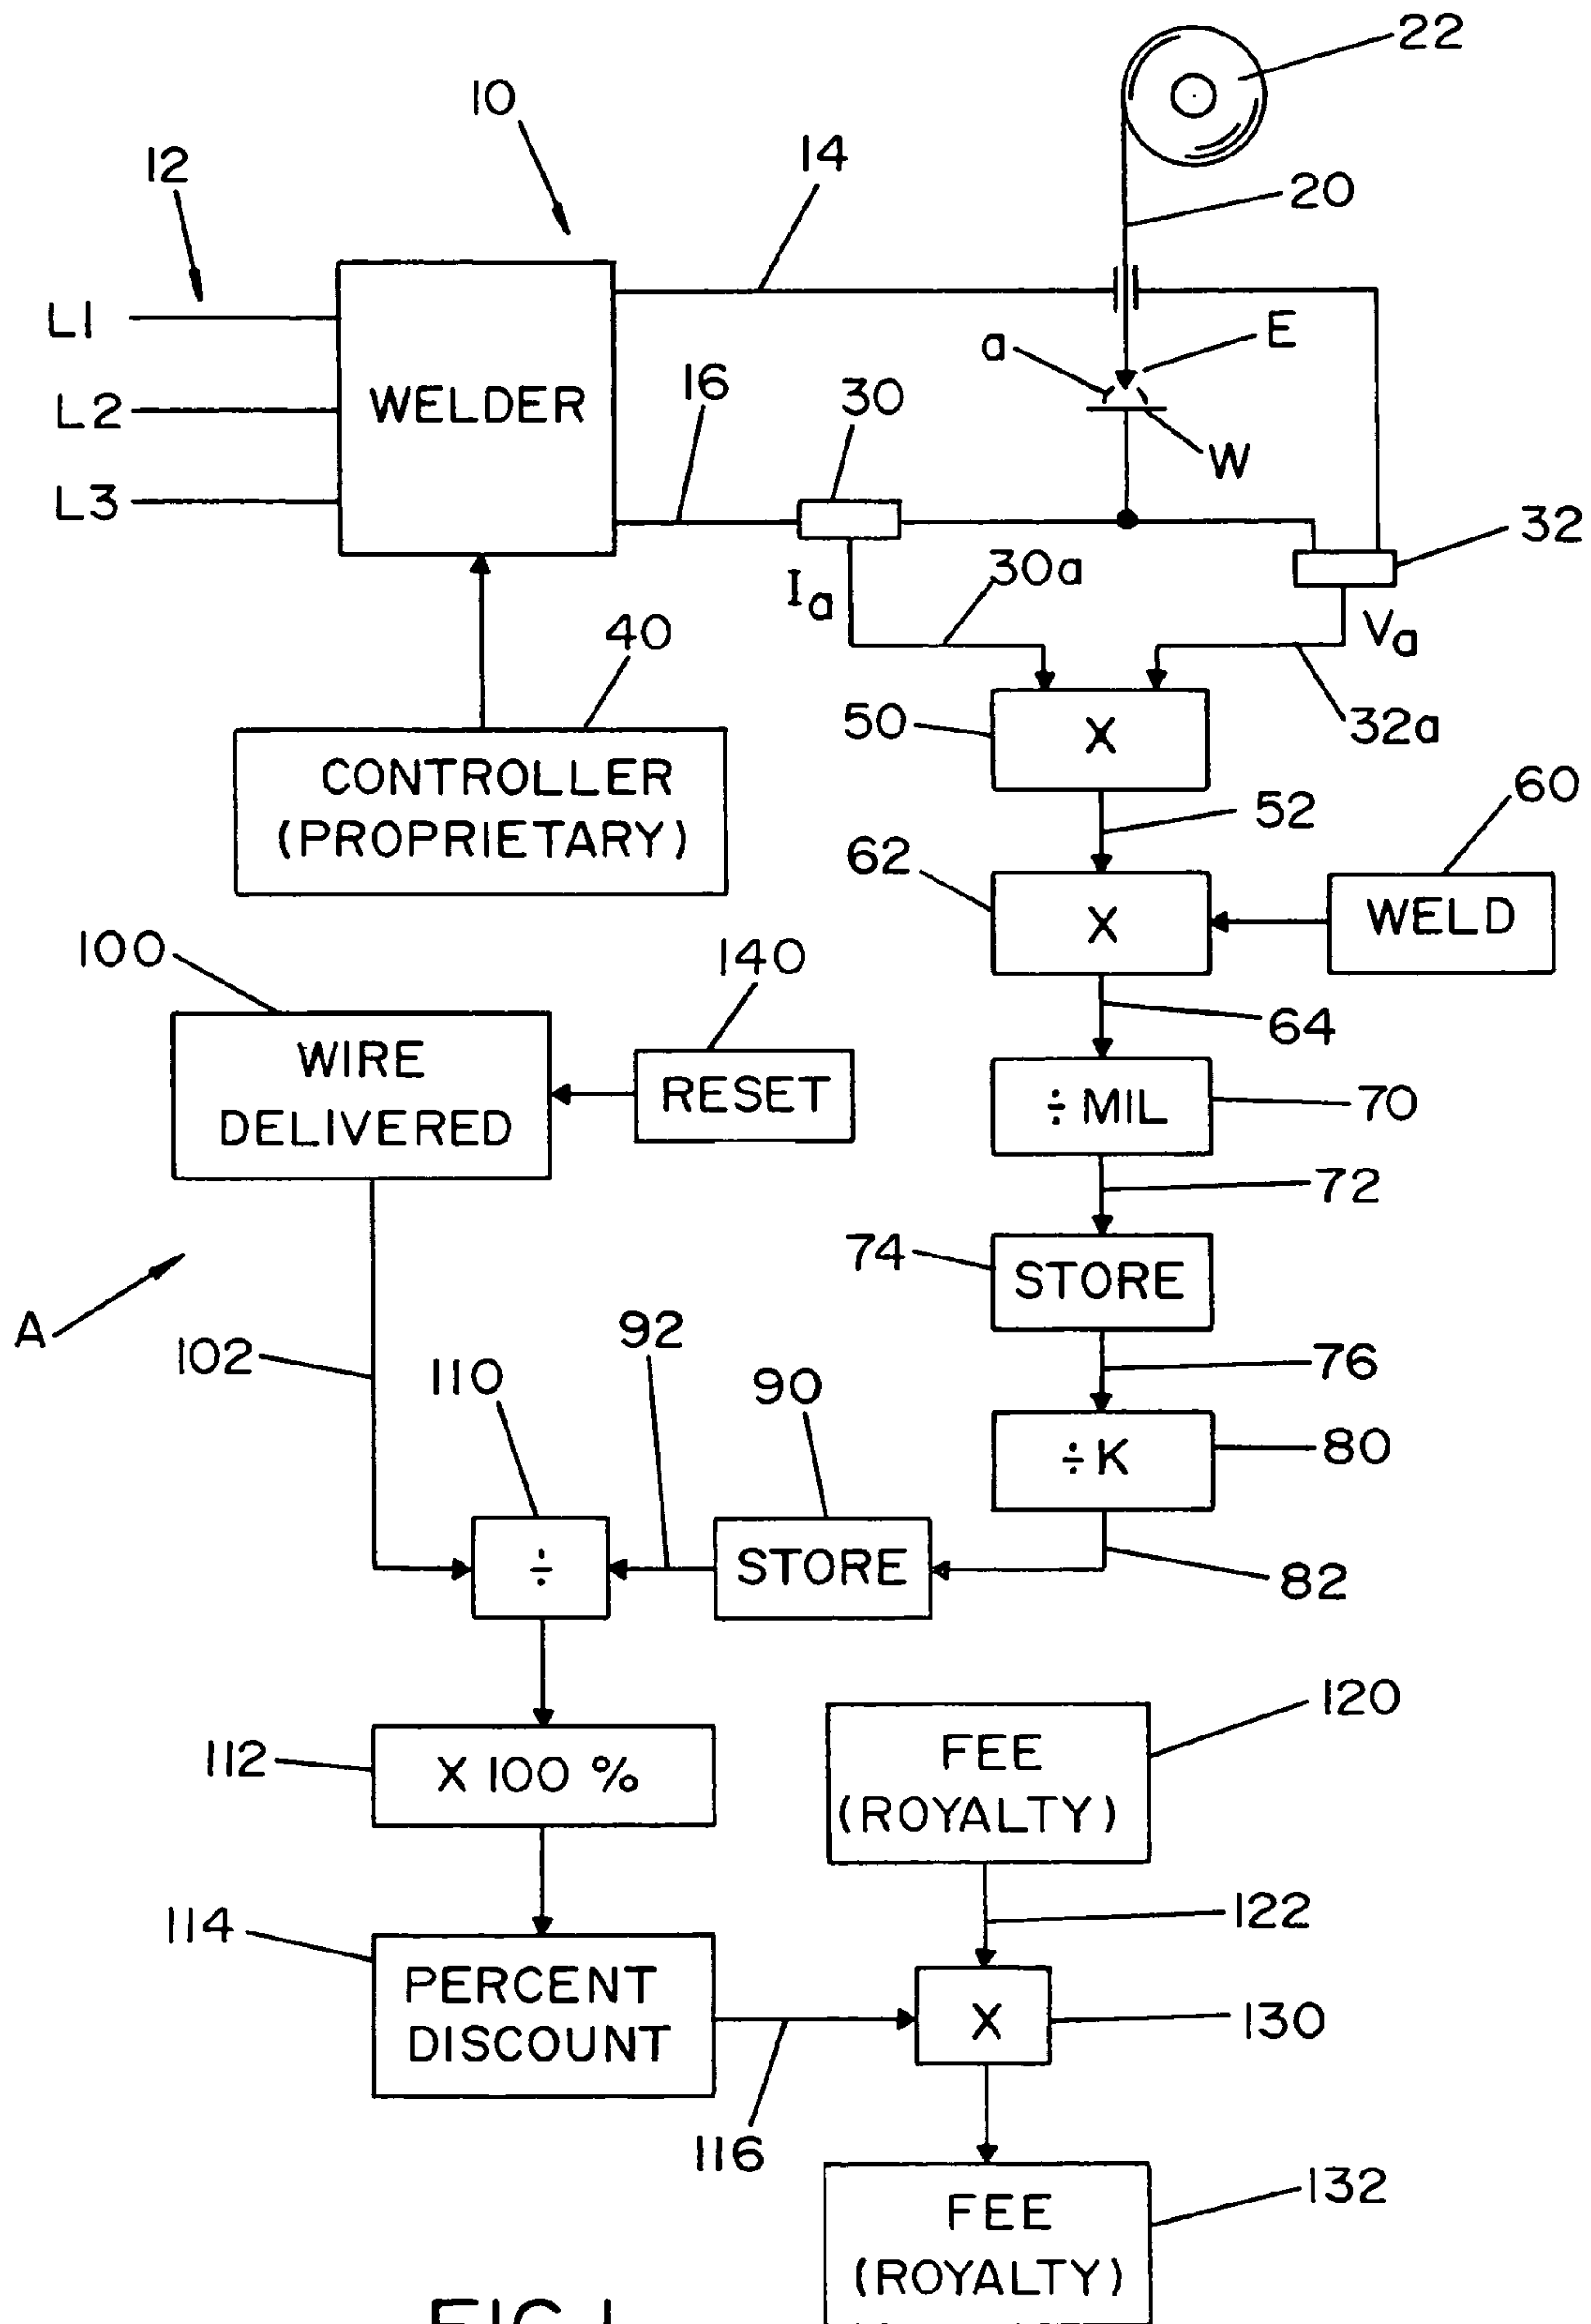 22
10
14
12
20
L1
E
a
16
30
L2
WELDER
W
L3
32
30a
Ia
Va
40
50
X
32a
CONTROLLER
(PROPRIETARY)
52
60
62
X
WELD
100
140
64
WIRE
DELIVERED
RESET
÷ MIL
70
72
74
STORE
A
92
102
76
110
90
÷ K
80
÷
STORE
82
120
112
X 100 %
FEE
(ROYALTY)
114
122
PERCENT
DISCOUNT
X
130
116
132
FEE
(ROYALTY)